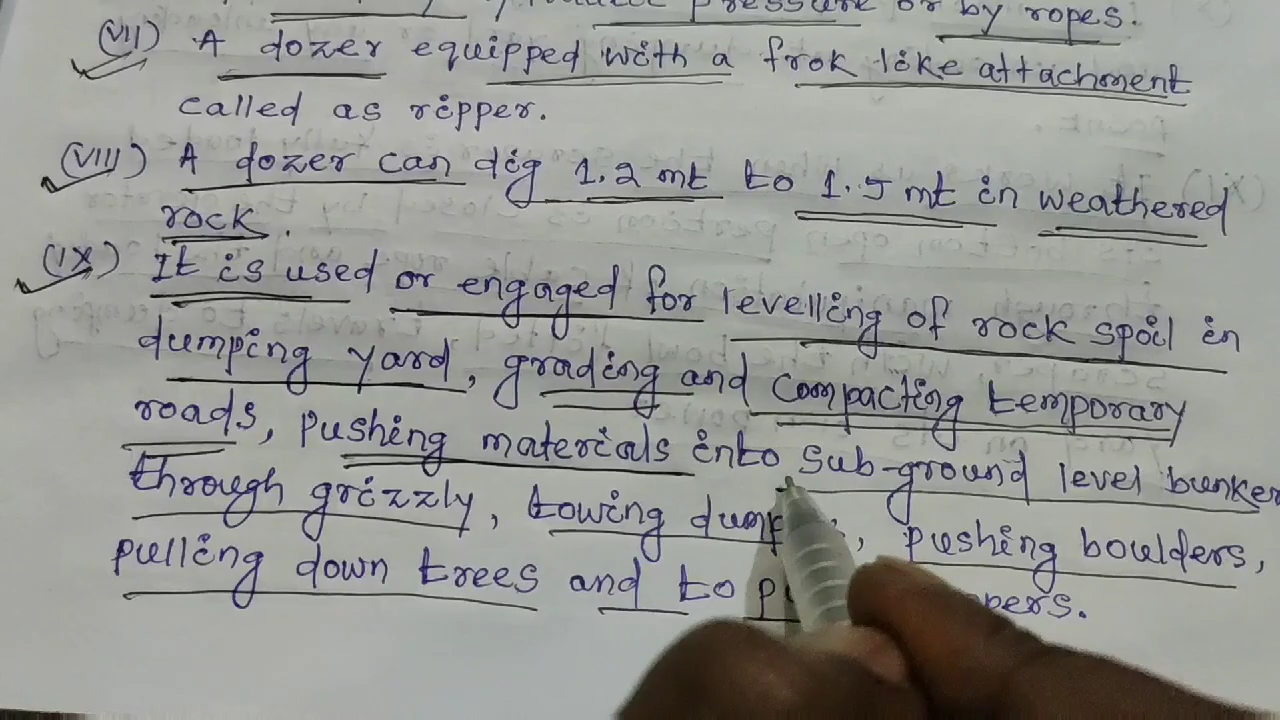 pressure or by ropes.
(VII) A dozer equipped with a frok like attachment
called as ripper.
(VIII) A dozer can dig 1.2 mt to 1.5 mt in weathered
rock.
(IX) It is used or engaged for levelling of rock spoil in
dumping yard, grading and compacting temporary
roads, pushing materials into sub-ground level bunker
through grizzly, towing , pushing boulders,
pulling down trees and to